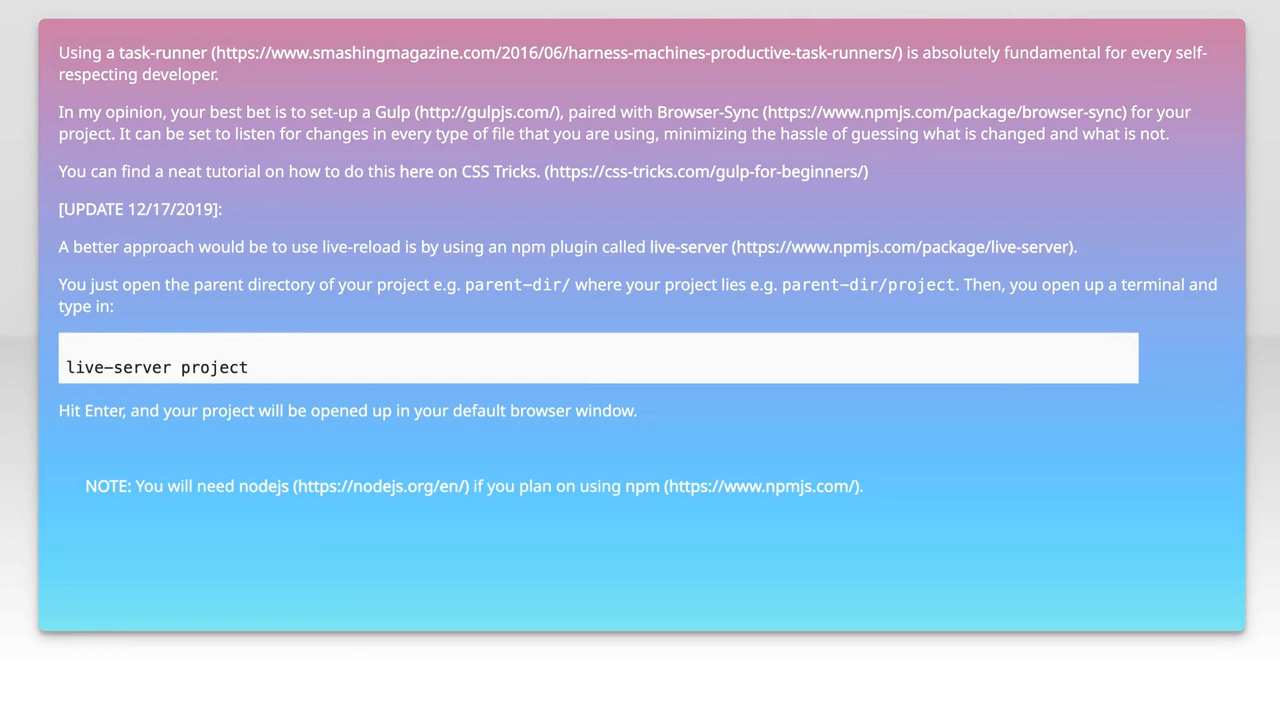 Using a task-runner (https://www.smashingmagazine.com/2016/06/harness-machines-productive-task-runners/) is absolutely fundamental for every self-
respecting developer.
In my opinion, your best bet is to set-up a Gulp (http://gulpjs.com/), paired with Browser-Sync (https://www.npmjs.com/package/browser-sync) for your
project. It can be set to listen for changes in every type of file that you are using, minimizing the hassle of guessing what is changed and what is not.
You can find a neat tutorial on how to do this here on CSS Tricks. (https://css-tricks.com/gulp-for-beginners/)
[UPDATE 12/17/2019]:
A better approach would be to use live-reload is by using an npm plugin called live-server (https://www.npmjs.com/package/live-server).
You just open the parent directory of your project e.g. parent-dir/ where your project lies e.g. parent-dir/project. Then, you open up a terminal and
type in:
live-server project
Hit Enter, and your project will be opened up in your default browser window.
NOTE: You will need nodejs (https://nodejs.org/en/) if you plan on using npm (https://www.npmjs.com/).